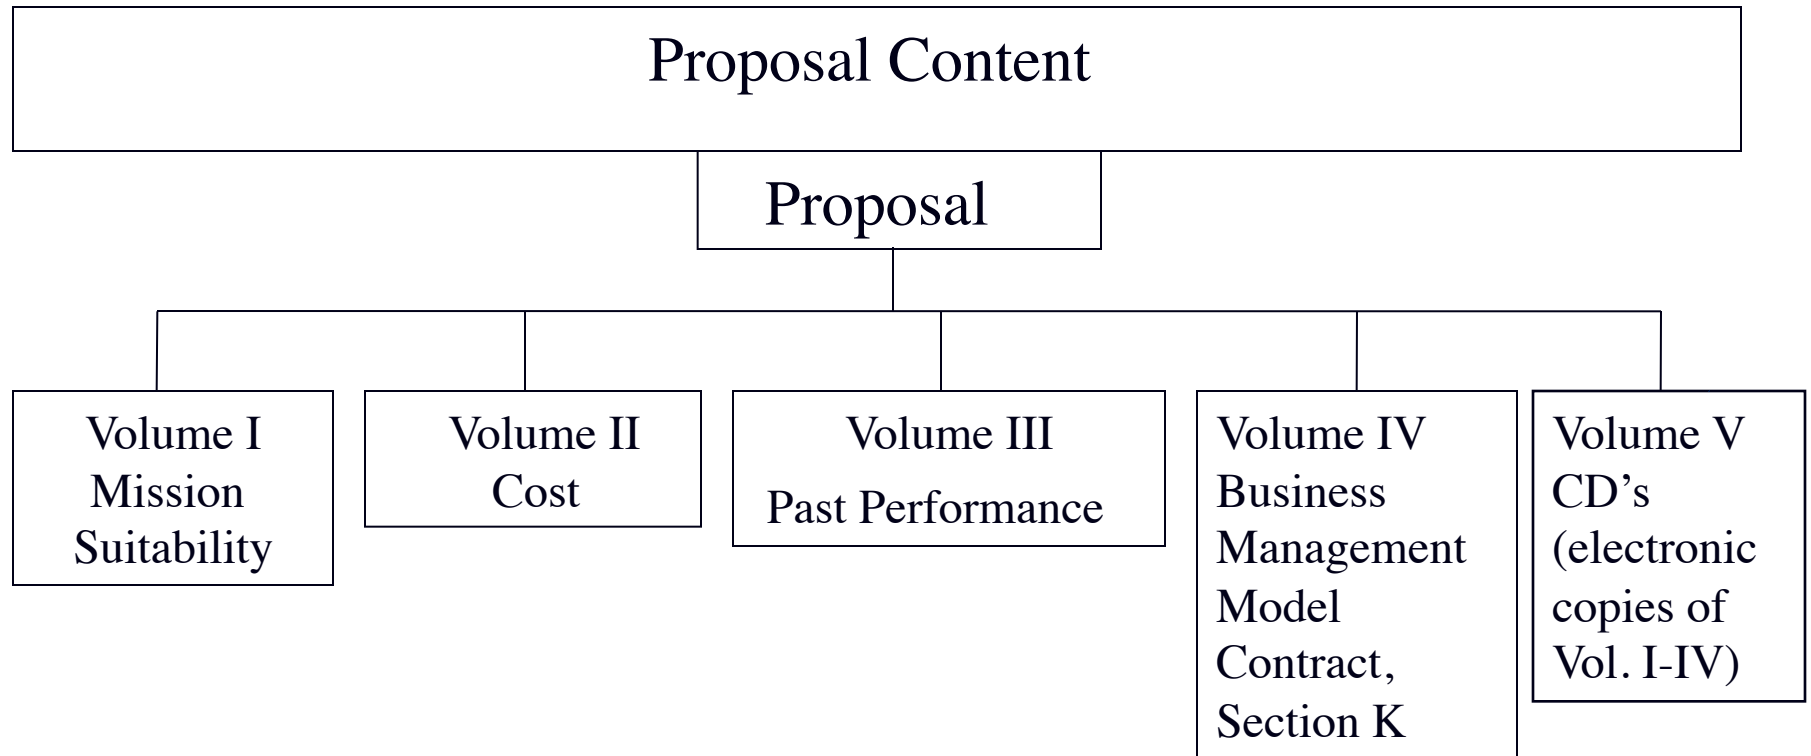 Proposal Content
Proposal
Volume I
Mission
Suitability
Volume II
Cost
Volume III
Past Performance
Volume IV
Business
Management
Model
Contract,
Section K
Volume V
CD’s
(electronic
copies of
Vol. I-IV)